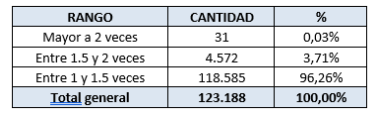 RANGO CANTIDAD %
Mayor a 2 veces 31 0,03%
Entre 1.5 y 2 veces 4.572 3,71%
Entre 1 y 1.5 veces 118.585 96,26%
Total general 123.188 100,00%